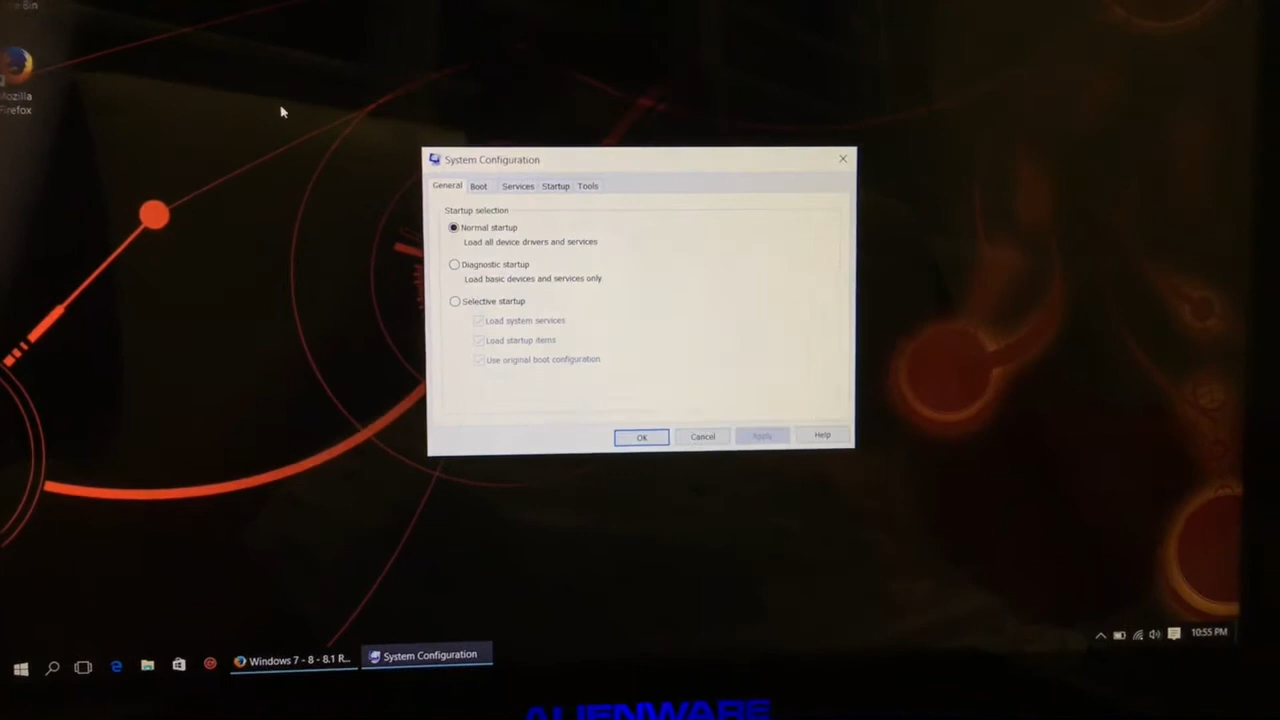 Bin
Mozilla
Firefox
System Configuration
General Boot Services Startup Tools
Startup selection
Normal startup
Load all device drivers and services
Diagnostic startup
Load basic devices and services only
Selective startup
Load system services
Load startup items
Use original boot configuration
OK Cancel Apply Help
Windows 7 - 8 - 8.1 R...
System Configuration
10:55 PM
ALIENWARE